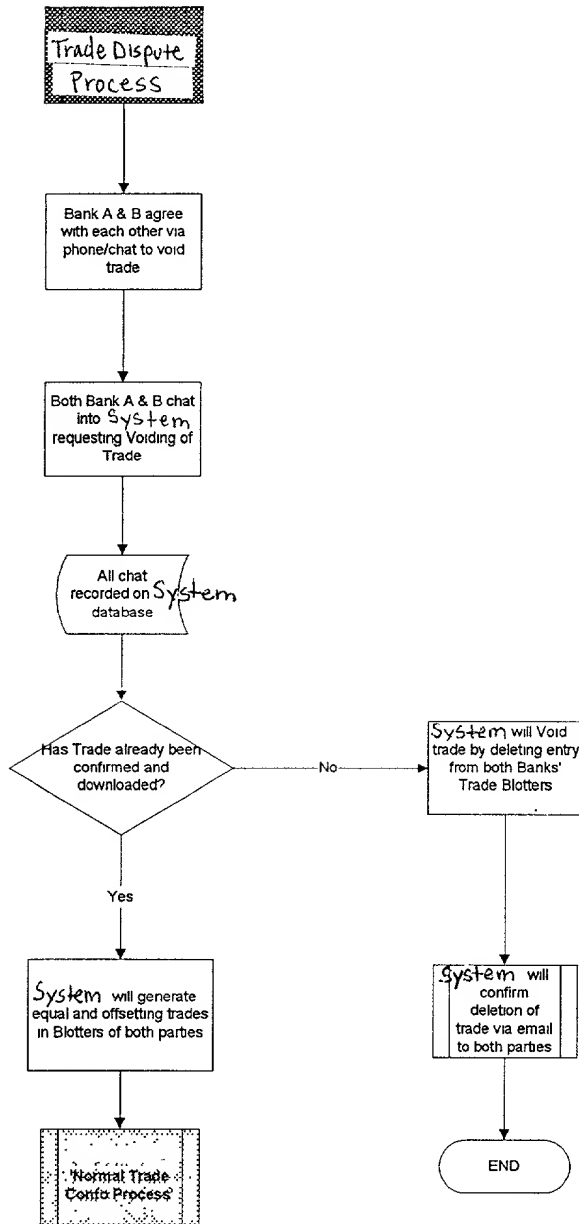 Trade Dispute
Process
Bank A & B agree
with each other via
phone/chat to void
trade
Both Bank A & B chat
into System
requesting Voiding of
Trade
All chat
recorded on System
database
Has Trade already been
confirmed and
downloaded?
No
System will Void
trade by deleting entry
from both Banks'
Trade Blotters
Yes
System will generate
equal and offsetting trades
in Blotters of both parties
System will
confirm
deletion of
trade via email
to both parties
'Normal Trade
Confo Process'
END